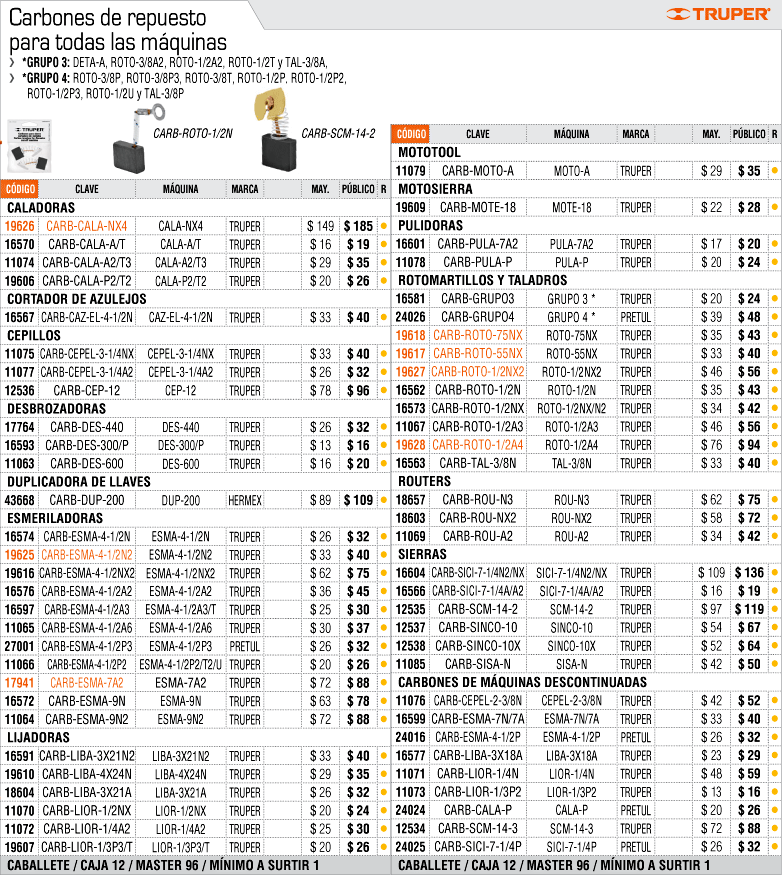 Carbones de repuesto
para todas las máquinas
TRUPER
*GRUPO 3: DETA-A, ROTO-3/8A2, ROTO-1/2A2, ROTO-1/2T y TAL-3/8A,
*GRUPO 4: ROTO-3/8P, ROTO-3/8P3, ROTO-3/8T, ROTO-1/2P, ROTO-1/2P2,
ROTO-1/2P3, ROTO-1/2U y TAL-3/8P
TRUPER
CARB-ROTO-1/2N
CARB-SCM-14-2
CÓDIGO CLAVE MÁQUINA MARCA MAY. PÚBLICO R
CALADORAS
19626 CARB-CALA-NX4 CALA-NX4 TRUPER $ 149 $ 185
16570 CARB-CALA-A/T CALA-A/T TRUPER $ 16 $ 19
11074 CARB-CALA-A2/T3 CALA-A2/T3 TRUPER $ 29 $ 35
19606 CARB-CALA-P2/T2 CALA-P2/T2 TRUPER $ 20 $ 26
CORTADOR DE AZULEJOS
16567 CARB-CAZ-EL-4-1/2N CAZ-EL-4-1/2N TRUPER $ 33 $ 40
CEPILLOS
11075 CARB-CEPEL-3-1/4NX CEPEL-3-1/4NX TRUPER $ 33 $ 40
11077 CARB-CEPEL-3-1/4A2 CEPEL-3-1/4A2 TRUPER $ 26 $ 32
12536 CARB-CEP-12 CEP-12 TRUPER $ 78 $ 96
DESBROZADORAS
17764 CARB-DES-440 DES-440 TRUPER $ 26 $ 32
16593 CARB-DES-300/P DES-300/P TRUPER $ 13 $ 16
11063 CARB-DES-600 DES-600 TRUPER $ 16 $ 20
DUPLICADORA DE LLAVES
43668 CARB-DUP-200 DUP-200 HERMEX $ 89 $ 109
ESMERILADORAS
16574 CARB-ESMA-4-1/2N ESMA-4-1/2N TRUPER $ 26 $ 32
19625 CARB-ESMA-4-1/2N2 ESMA-4-1/2N2 TRUPER $ 33 $ 40
19616 CARB-ESMA-4-1/2NX2 ESMA-4-1/2NX2 TRUPER $ 62 $ 75
16576 CARB-ESMA-4-1/2A2 ESMA-4-1/2A2 TRUPER $ 36 $ 45
16597 CARB-ESMA-4-1/2A3 ESMA-4-1/2A3/T TRUPER $ 25 $ 30
11065 CARB-ESMA-4-1/2A6 ESMA-4-1/2A6 TRUPER $ 30 $ 37
27001 CARB-ESMA-4-1/2P3 ESMA-4-1/2P3 PRETUL $ 26 $ 32
11066 CARB-ESMA-4-1/2P2 ESMA-4-1/2P2/T2/U TRUPER $ 20 $ 26
17941 CARB-ESMA-7A2 ESMA-7A2 TRUPER $ 72 $ 88
16572 CARB-ESMA-9N ESMA-9N TRUPER $ 63 $ 78
11064 CARB-ESMA-9N2 ESMA-9N2 TRUPER $ 72 $ 88
LIJADORAS
16591 CARB-LIBA-3X21N2 LIBA-3X21N2 TRUPER $ 33 $ 40
19610 CARB-LIBA-4X24N LIBA-4X24N TRUPER $ 29 $ 35
18604 CARB-LIBA-3X21A LIBA-3X21A TRUPER $ 26 $ 32
11070 CARB-LIOR-1/2NX LIOR-1/2NX TRUPER $ 20 $ 24
11072 CARB-LIOR-1/4A2 LIOR-1/4A2 TRUPER $ 25 $ 30
19607 CARB-LIOR-1/3P3/T LIOR-1/3P3/T TRUPER $ 20 $ 26
CABALLETE / CAJA 12 / MASTER 96 / MÍNIMO A SURTIR 1
CÓDIGO CLAVE MÁQUINA MARCA MAY. PÚBLICO R
MOTOTOOL
11079 CARB-MOTO-A MOTO-A TRUPER $ 29 $ 35
MOTOSIERRA
19609 CARB-MOTE-18 MOTE-18 TRUPER $ 22 $ 28
PULIDORAS
16601 CARB-PULA-7A2 PULA-7A2 TRUPER $ 17 $ 20
11078 CARB-PULA-P PULA-P TRUPER $ 20 $ 24
ROTOMARTILLOS Y TALADROS
16581 CARB-GRUPO3 GRUPO 3 * TRUPER $ 20 $ 24
24026 CARB-GRUPO4 GRUPO 4 * PRETUL $ 39 $ 48
19618 CARB-ROTO-75NX ROTO-75NX TRUPER $ 35 $ 43
19617 CARB-ROTO-55NX ROTO-55NX TRUPER $ 33 $ 40
19627 CARB-ROTO-1/2NX2 ROTO-1/2NX2 TRUPER $ 46 $ 56
16562 CARB-ROTO-1/2N ROTO-1/2N TRUPER $ 35 $ 43
16573 CARB-ROTO-1/2NX ROTO-1/2NX/N2 TRUPER $ 34 $ 42
11067 CARB-ROTO-1/2A3 ROTO-1/2A3 TRUPER $ 46 $ 56
19628 CARB-ROTO-1/2A4 ROTO-1/2A4 TRUPER $ 76 $ 94
16563 CARB-TAL-3/8N TAL-3/8N TRUPER $ 33 $ 40
ROUTERS
18657 CARB-ROU-N3 ROU-N3 TRUPER $ 62 $ 75
18603 CARB-ROU-NX2 ROU-NX2 TRUPER $ 58 $ 72
11069 CARB-ROU-A2 ROU-A2 TRUPER $ 34 $ 42
SIERRAS
16604 CARB-SICI-7-1/4N2/NX SICI-7-1/4N2/NX TRUPER $ 109 $ 136
16566 CARB-SICI-7-1/4A/A2 SICI-7-1/4A/A2 TRUPER $ 16 $ 19
12535 CARB-SCM-14-2 SCM-14-2 TRUPER $ 97 $ 119
12537 CARB-SINCO-10 SINCO-10 TRUPER $ 54 $ 67
12538 CARB-SINCO-10X SINCO-10X TRUPER $ 52 $ 64
11085 CARB-SISA-N SISA-N TRUPER $ 42 $ 50
CARBONES DE MÁQUINAS DESCONTINUADAS
11076 CARB-CEPEL-2-3/8N CEPEL-2-3/8N TRUPER $ 42 $ 52
16599 CARB-ESMA-7N/7A ESMA-7N/7A TRUPER $ 33 $ 40
24016 CARB-ESMA-4-1/2P ESMA-4-1/2P PRETUL $ 26 $ 32
16577 CARB-LIBA-3X18A LIBA-3X18A TRUPER $ 23 $ 29
11071 CARB-LIOR-1/4N LIOR-1/4N TRUPER $ 48 $ 59
11073 CARB-LIOR-1/3P2 LIOR-1/3P2 TRUPER $ 13 $ 16
24024 CARB-CALA-P CALA-P PRETUL $ 20 $ 26
12534 CARB-SCM-14-3 SCM-14-3 TRUPER $ 72 $ 88
24025 CARB-SICI-7-1/4P SICI-7-1/4P PRETUL $ 26 $ 32
CABALLETE / CAJA 12 / MASTER 96 / MÍNIMO A SURTIR 1